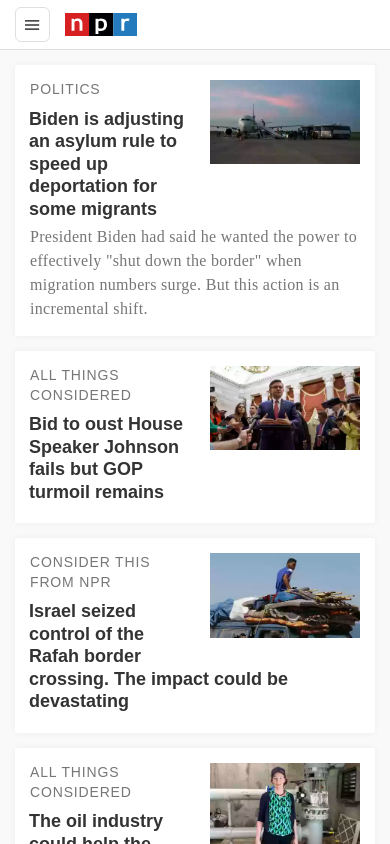 npr
POLITICS
Biden is adjusting
an asylum rule to
speed up
deportation for
some migrants
President Biden had said he wanted the power to
effectively "shut down the border" when
migration numbers surge. But this action is an
incremental shift.
ALL THINGS
CONSIDERED
Bid to oust House
Speaker Johnson
fails but GOP
turmoil remains
CONSIDER THIS
FROM NPR
Israel seized
control of the
Rafah border
crossing. The impact could be
devastating
ALL THINGS
CONSIDERED
The oil industry
could help the